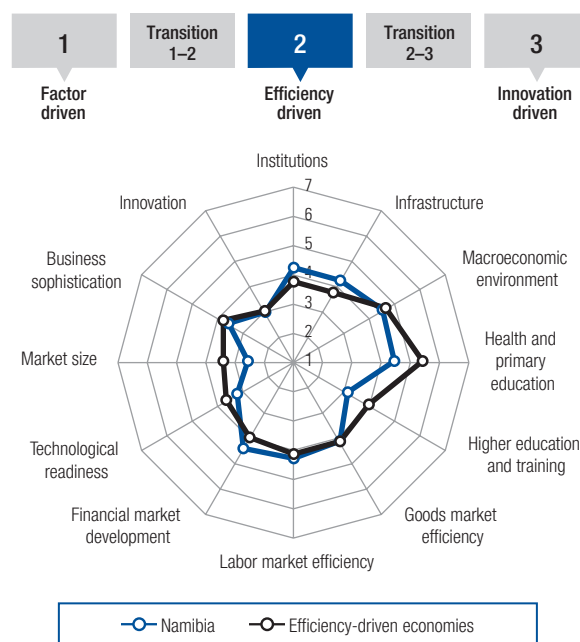 1
Transition
1–2
2
Transition
2–3
3
Factor
driven
Efficiency
driven
Innovation
driven
Institutions
7
6
5
4
3
2
1
Innovation
Infrastructure
Business
sophistication
Macroeconomic
environment
Market size
Health and
primary
education
Technological
readiness
Higher education
and training
Financial market
development
Goods market
efficiency
Labor market efficiency
Namibia
Efficiency-driven economies